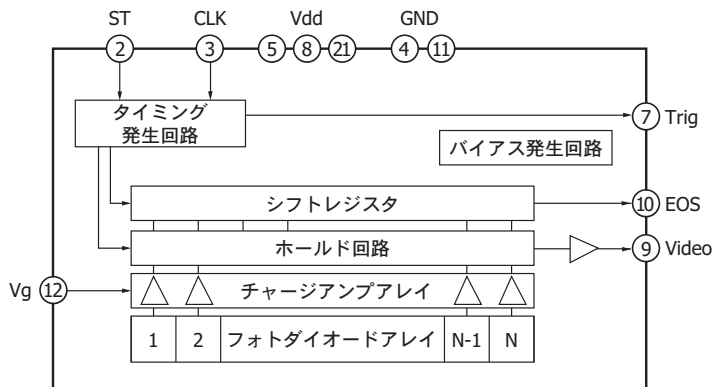 ST CLK Vdd GND
2 3 5 8 21 4 11
タイミング
発生回路
7 Trig
バイアス発生回路
シフトレジスタ
10 EOS
ホールド回路
9 Video
Vg 12
チャージアンプアレイ
1 2 フォトダイオードアレイ N-1 N